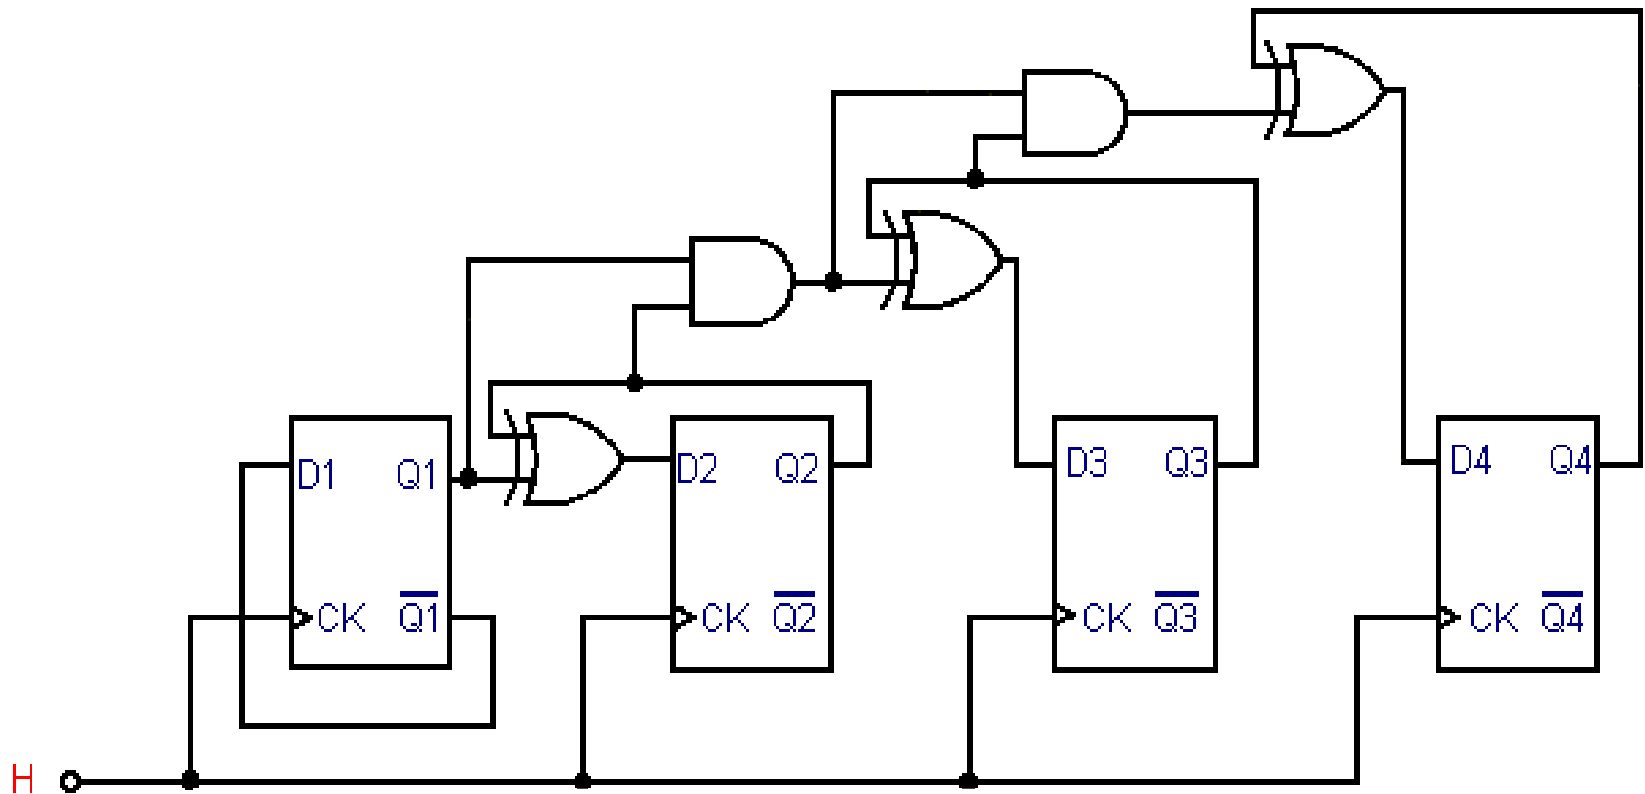 D1 Q1 D2 Q2 D3 Q3 D4 Q4
CK Q1 CK Q2 CK Q3 CK Q4
H